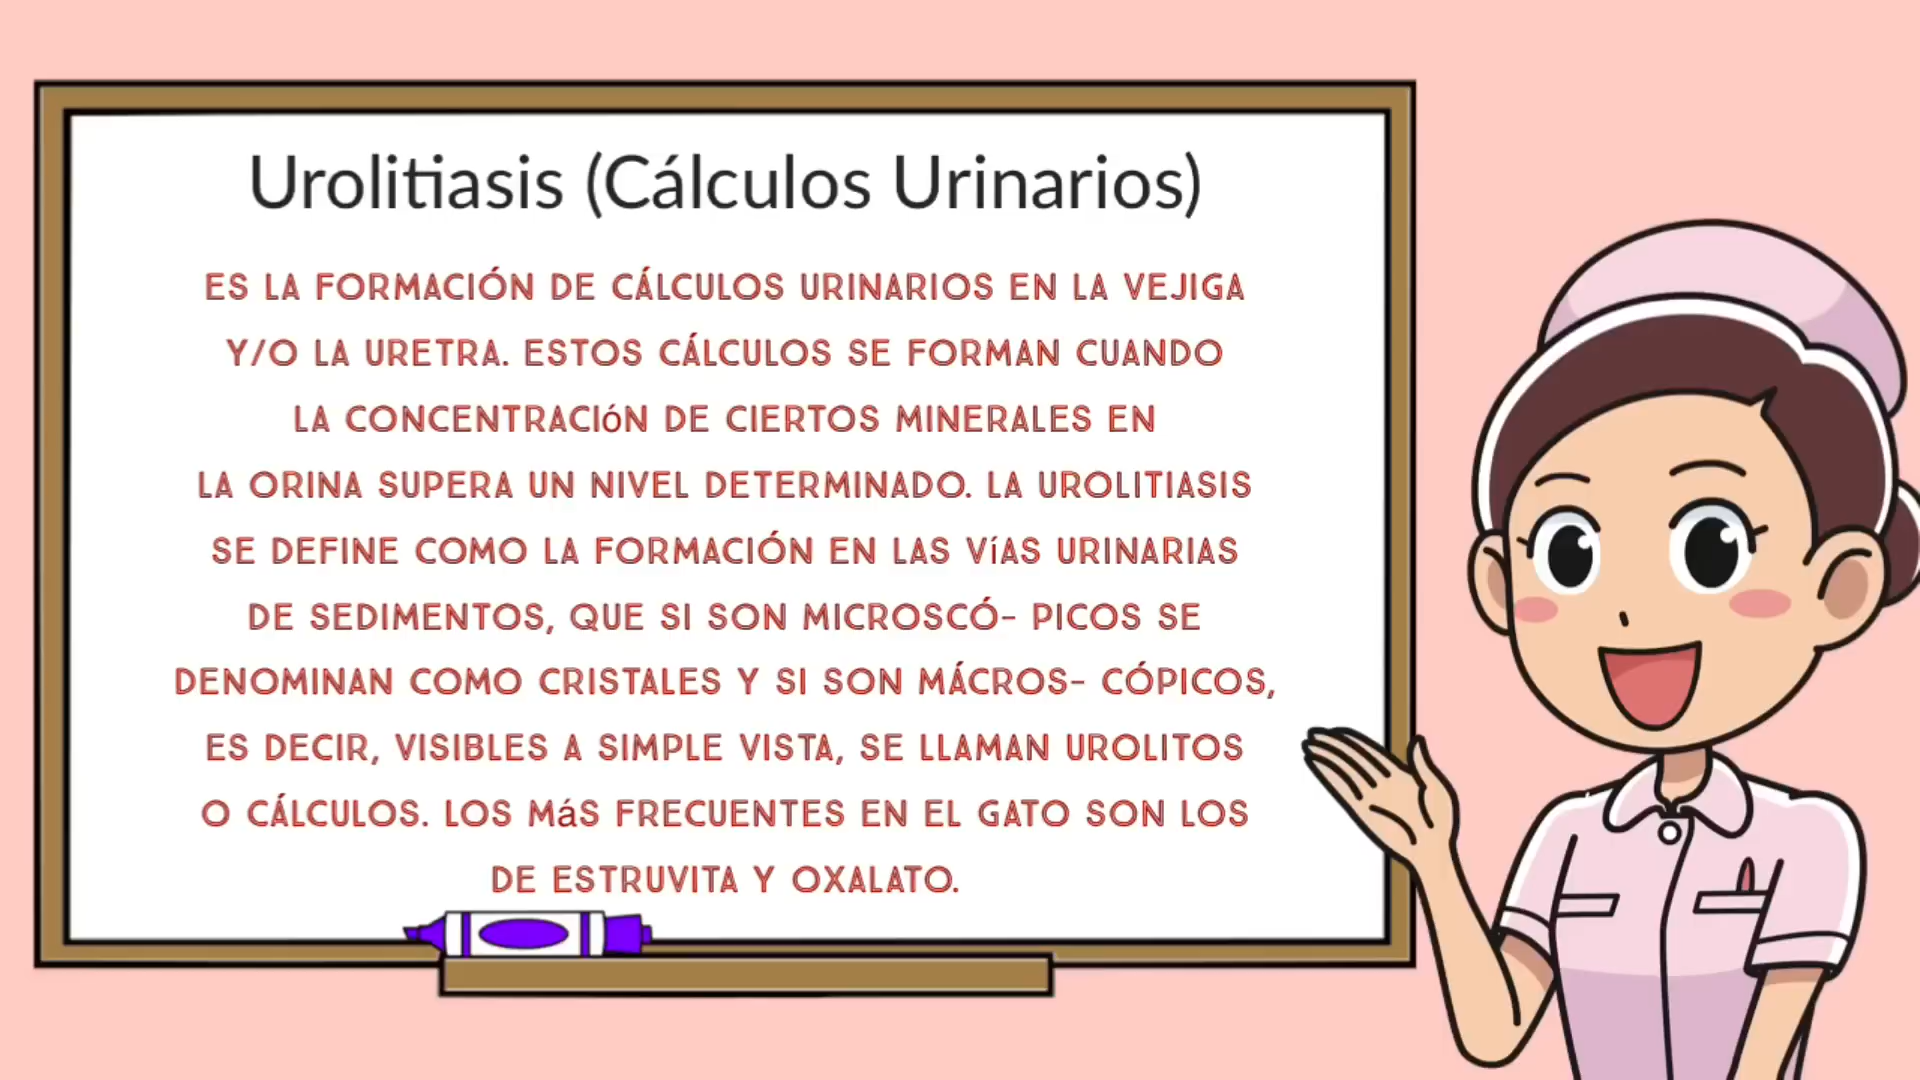 Urolitiasis (Cálculos Urinarios)
ES LA FORMACIÓN DE CÁLCULOS URINARIOS EN LA VEJIGA
Y/O LA URETRA. ESTOS CÁLCULOS SE FORMAN CUANDO
LA CONCENTRACIóN DE CIERTOS MINERALES EN
LA ORINA SUPERA UN NIVEL DETERMINADO. LA UROLITIASIS
SE DEFINE COMO LA FORMACIÓN EN LAS VíAS URINARIAS
DE SEDIMENTOS, QUE SI SON MICROSCÓ- PICOS SE
DENOMINAN COMO CRISTALES Y SI SON MÁCROS- CÓPICOS,
ES DECIR, VISIBLES A SIMPLE VISTA, SE LLAMAN UROLITOS
O CÁLCULOS. LOS MáS FRECUENTES EN EL GATO SON LOS
DE ESTRUVITA Y OXALATO.